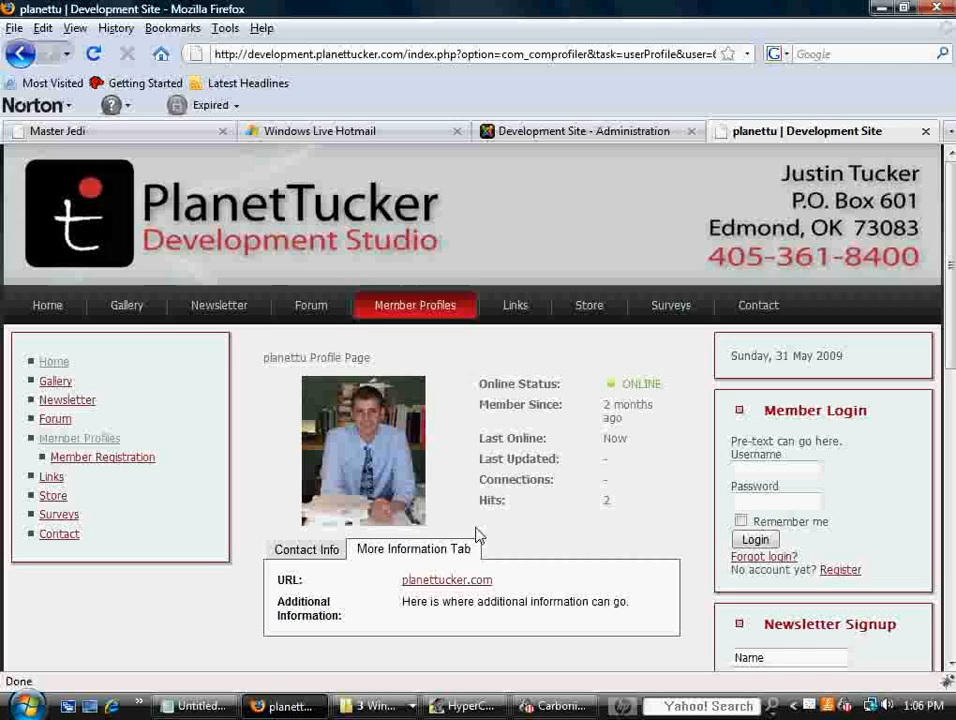 planettu | Development Site - Mozilla Firefox
File Edit View History Bookmarks Tools Help
http://development.planettucker.com/index.php?option=com_comprofiler&task=userProfile&user=6
Google
Most Visited Getting Started Latest Headlines
Norton Expired
Master Jedi
Windows Live Hotmail
Development Site - Administration
planettu | Development Site
PlanetTucker
Development Studio
Justin Tucker
P.O. Box 601
Edmond, OK 73083
405-361-8400
Home Gallery Newsletter Forum Member Profiles Links Store Surveys Contact
Home
Gallery
Newsletter
Forum
Member Profiles
Member Registration
Links
Store
Surveys
Contact
planettu Profile Page
Online Status: ONLINE
Member Since: 2 months
ago
Last Online: Now
Last Updated: -
Connections: -
Hits: 2
Contact Info More Information Tab
URL: planettucker.com
Additional Here is where additional information can go.
Information:
Sunday, 31 May 2009
Member Login
Pre-text can go here.
Username
Password
Remember me
Login
Forgot login?
No account yet? Register
Newsletter Signup
Name
Done
Untitled...
planett...
3 Win...
HyperC...
Carboni...
Yahoo! Search
1:06 PM